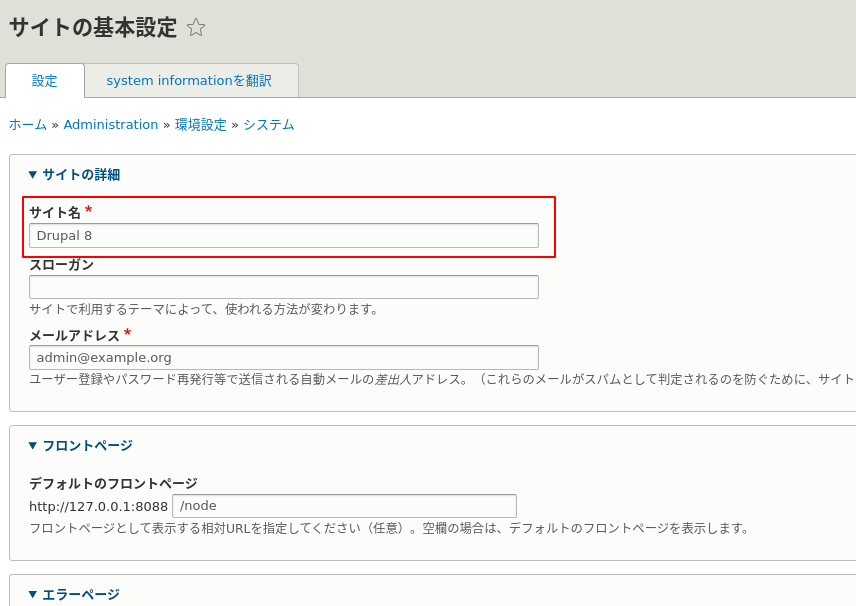 サイトの基本設定
設定 system informationを翻訳
ホーム » Administration » 環境設定 » システム
▼ サイトの詳細
サイト名 *
Drupal 8
スローガン
サイトで利用するテーマによって、使われる方法が変わります。
メールアドレス *
admin@example.org
ユーザー登録やパスワード再発行等で送信される自動メールの差出人アドレス。（これらのメールがスパムとして判定されるのを防ぐために、サイト
▼ フロントページ
デフォルトのフロントページ
http://127.0.0.1:8088 /node
フロントページとして表示する相対URLを指定してください（任意）。空欄の場合は、デフォルトのフロントページを表示します。
▼ エラーページ